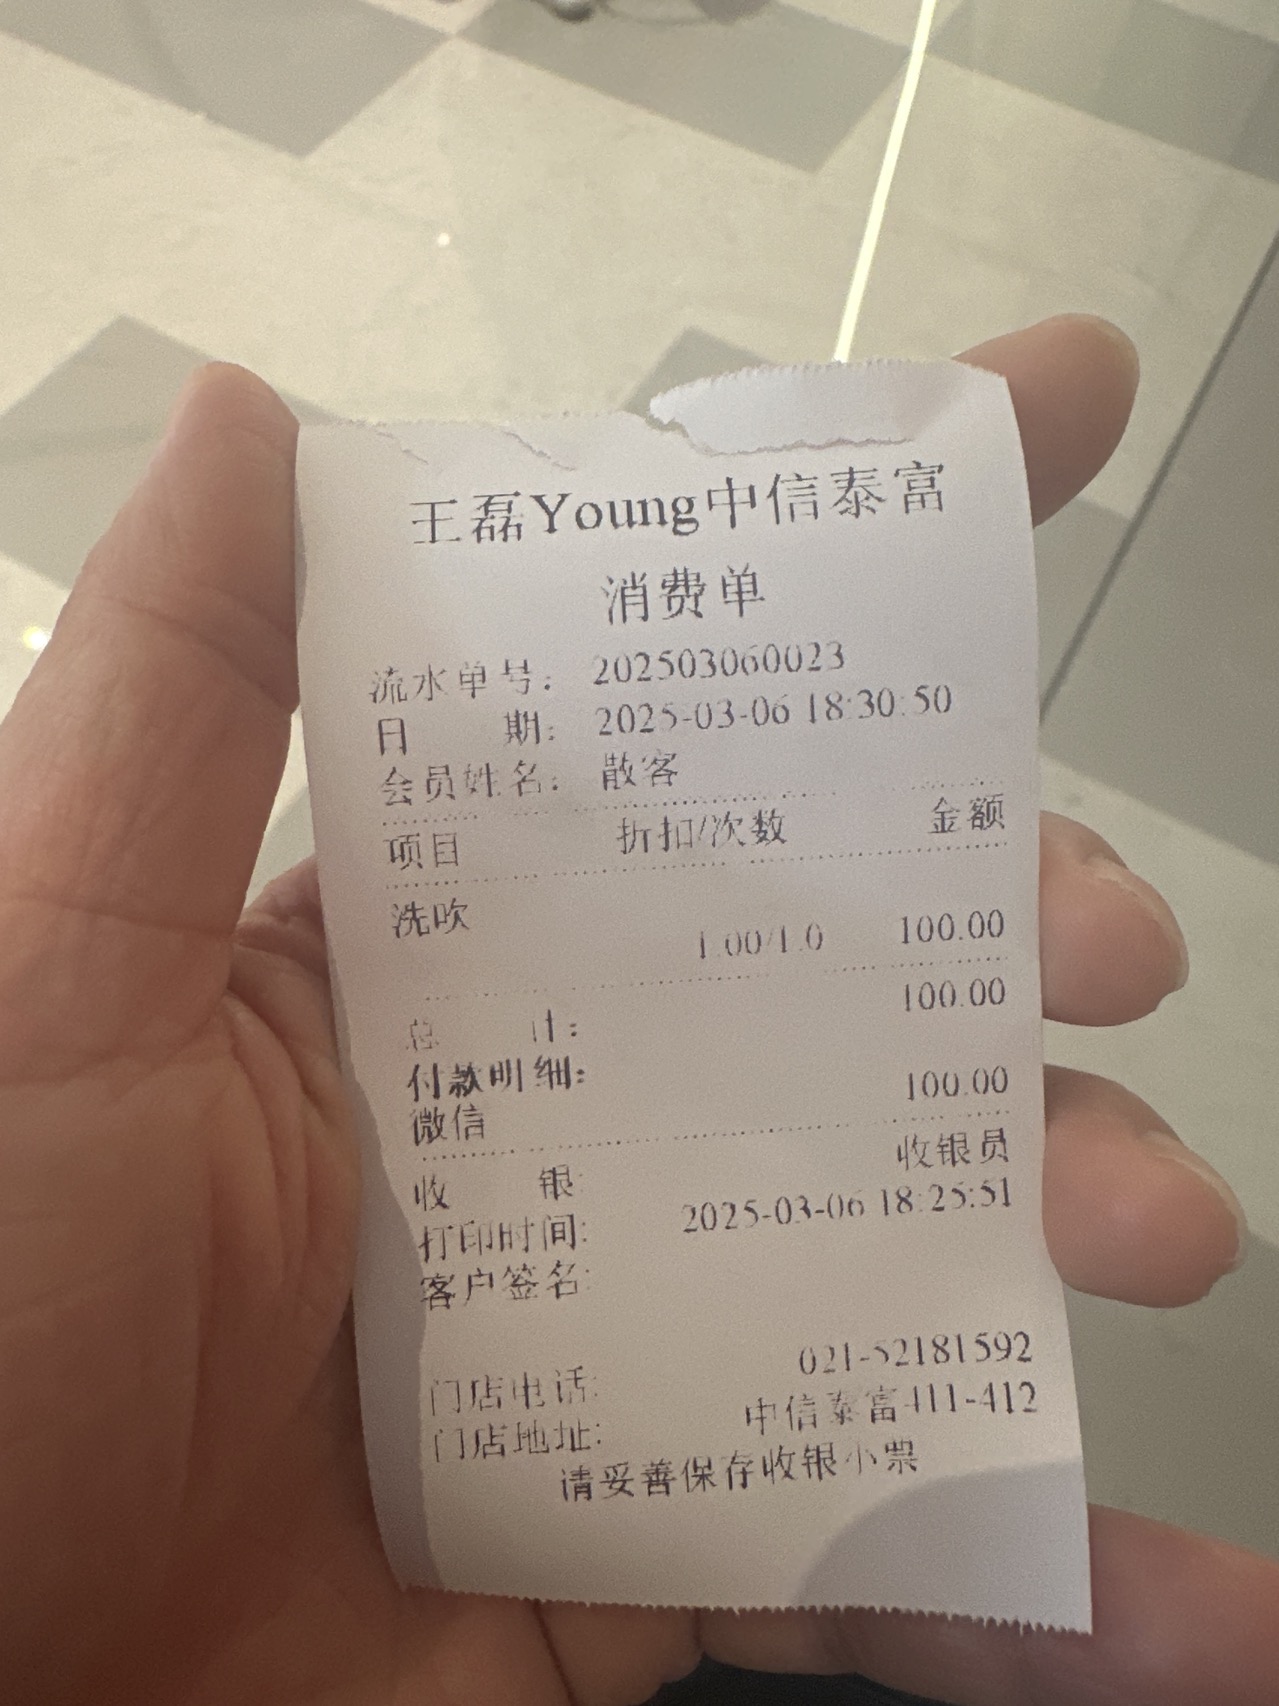 王磊Young中信泰富
消费单
流水单号： 202503060023
日 期： 2025-03-06 18:30:50
会员姓名： 散客
项目 折扣/次数 金额
洗吹
1.00/1.0 100.00
总 计： 100.00
付款明细：
微信 100.00
收 银： 收银员
打印时间： 2025-03-06 18:25:51
客户签名：
门店电话： 021-52181592
门店地址： 中信泰富411-412
请妥善保存收银小票